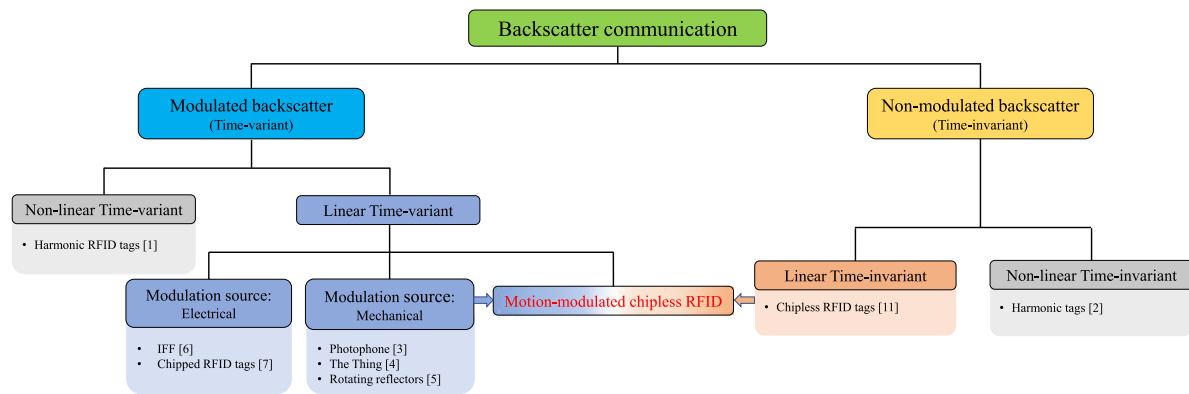 Backscatter communication
Modulated backscatter
(Time-variant)
Non-modulated backscatter
(Time-invariant)
Non-linear Time-variant
• Harmonic RFID tags [1]
Linear Time-variant
Modulation source:
Electrical
• IFF [6]
• Chipped RFID tags [7]
Modulation source:
Mechanical
• Photophone [3]
• The Thing [4]
• Rotating reflectors [5]
Motion-modulated chipless RFID
Linear Time-invariant
• Chipless RFID tags [11]
Non-linear Time-invariant
• Harmonic tags [2]